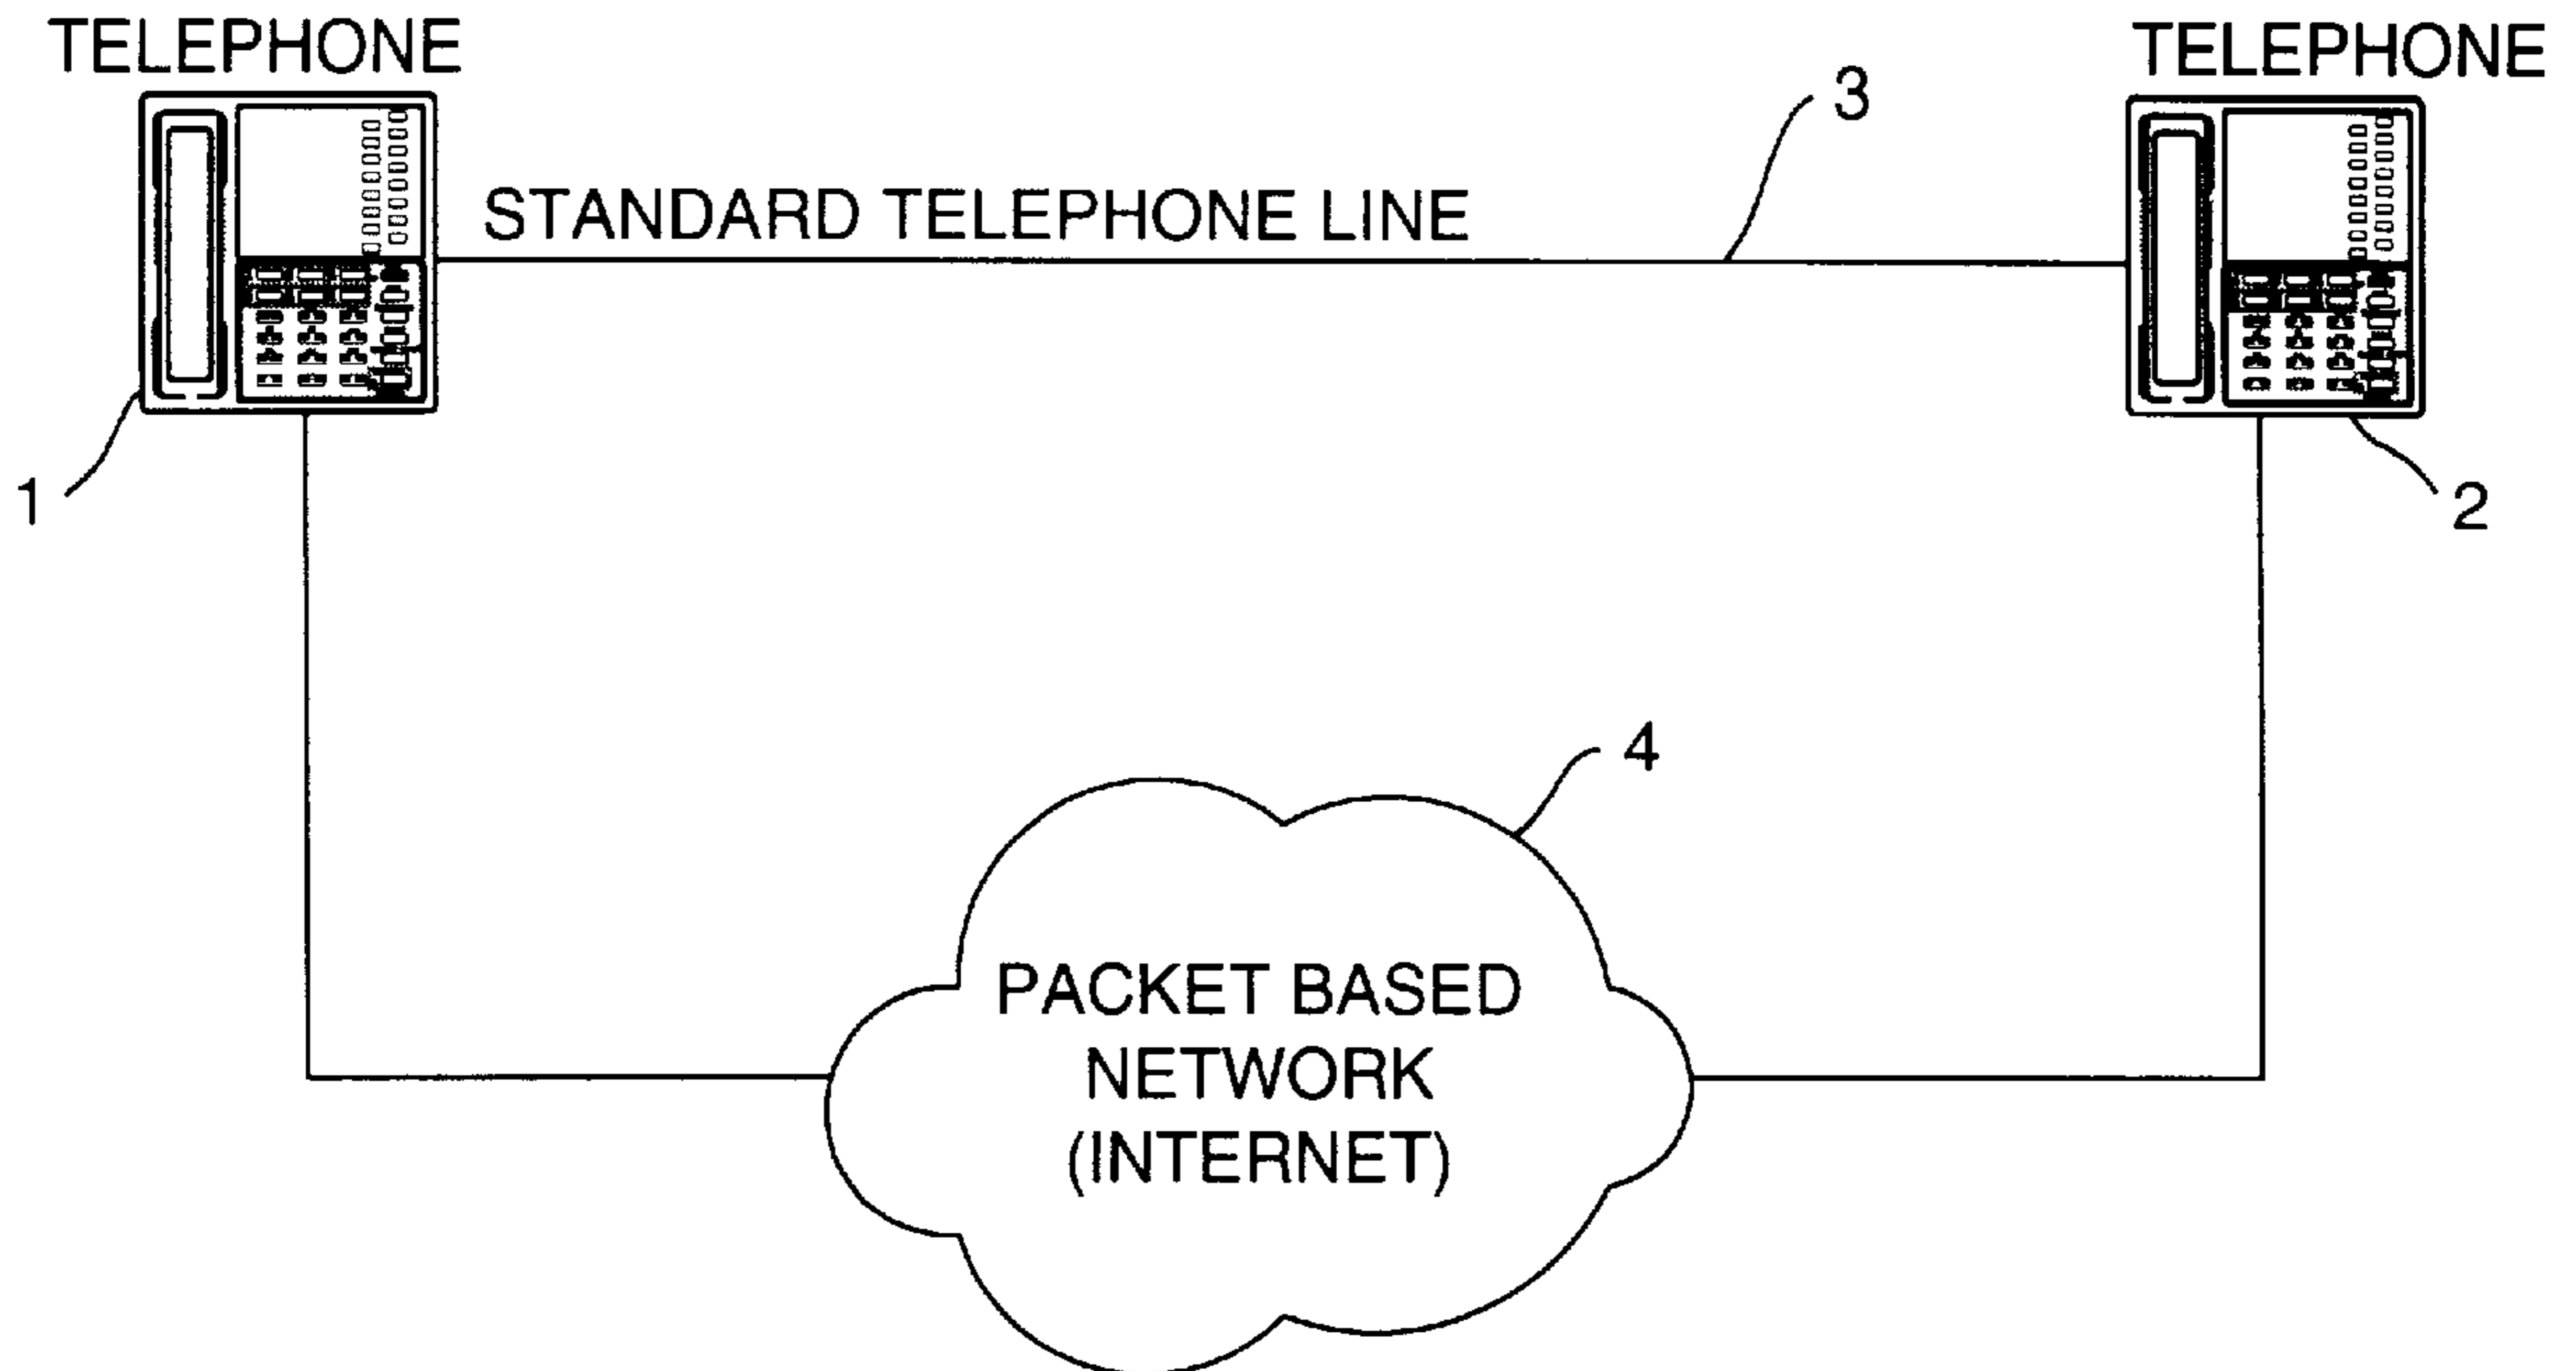 TELEPHONE
TELEPHONE
3
STANDARD TELEPHONE LINE
1
2
4
PACKET BASED
NETWORK
(INTERNET)